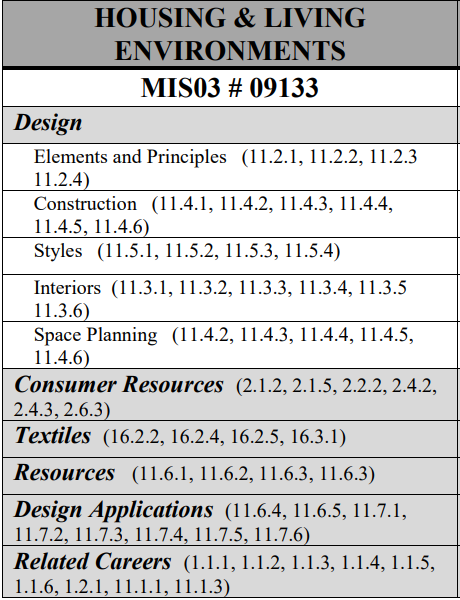 HOUSING & LIVING
ENVIRONMENTS
MIS03 # 09133
Design
Elements and Principles (11.2.1, 11.2.2, 11.2.3
11.2.4)
Construction (11.4.1, 11.4.2, 11.4.3, 11.4.4,
11.4.5, 11.4.6)
Styles (11.5.1, 11.5.2, 11.5.3, 11.5.4)
Interiors (11.3.1, 11.3.2, 11.3.3, 11.3.4, 11.3.5
11.3.6)
Space Planning (11.4.2, 11.4.3, 11.4.4, 11.4.5,
11.4.6)
Consumer Resources (2.1.2, 2.1.5, 2.2.2, 2.4.2,
2.4.3, 2.6.3)
Textiles (16.2.2, 16.2.4, 16.2.5, 16.3.1)
Resources (11.6.1, 11.6.2, 11.6.3, 11.6.3)
Design Applications (11.6.4, 11.6.5, 11.7.1,
11.7.2, 11.7.3, 11.7.4, 11.7.5, 11.7.6)
Related Careers (1.1.1, 1.1.2, 1.1.3, 1.1.4, 1.1.5,
1.1.6, 1.2.1, 11.1.1, 11.1.3)